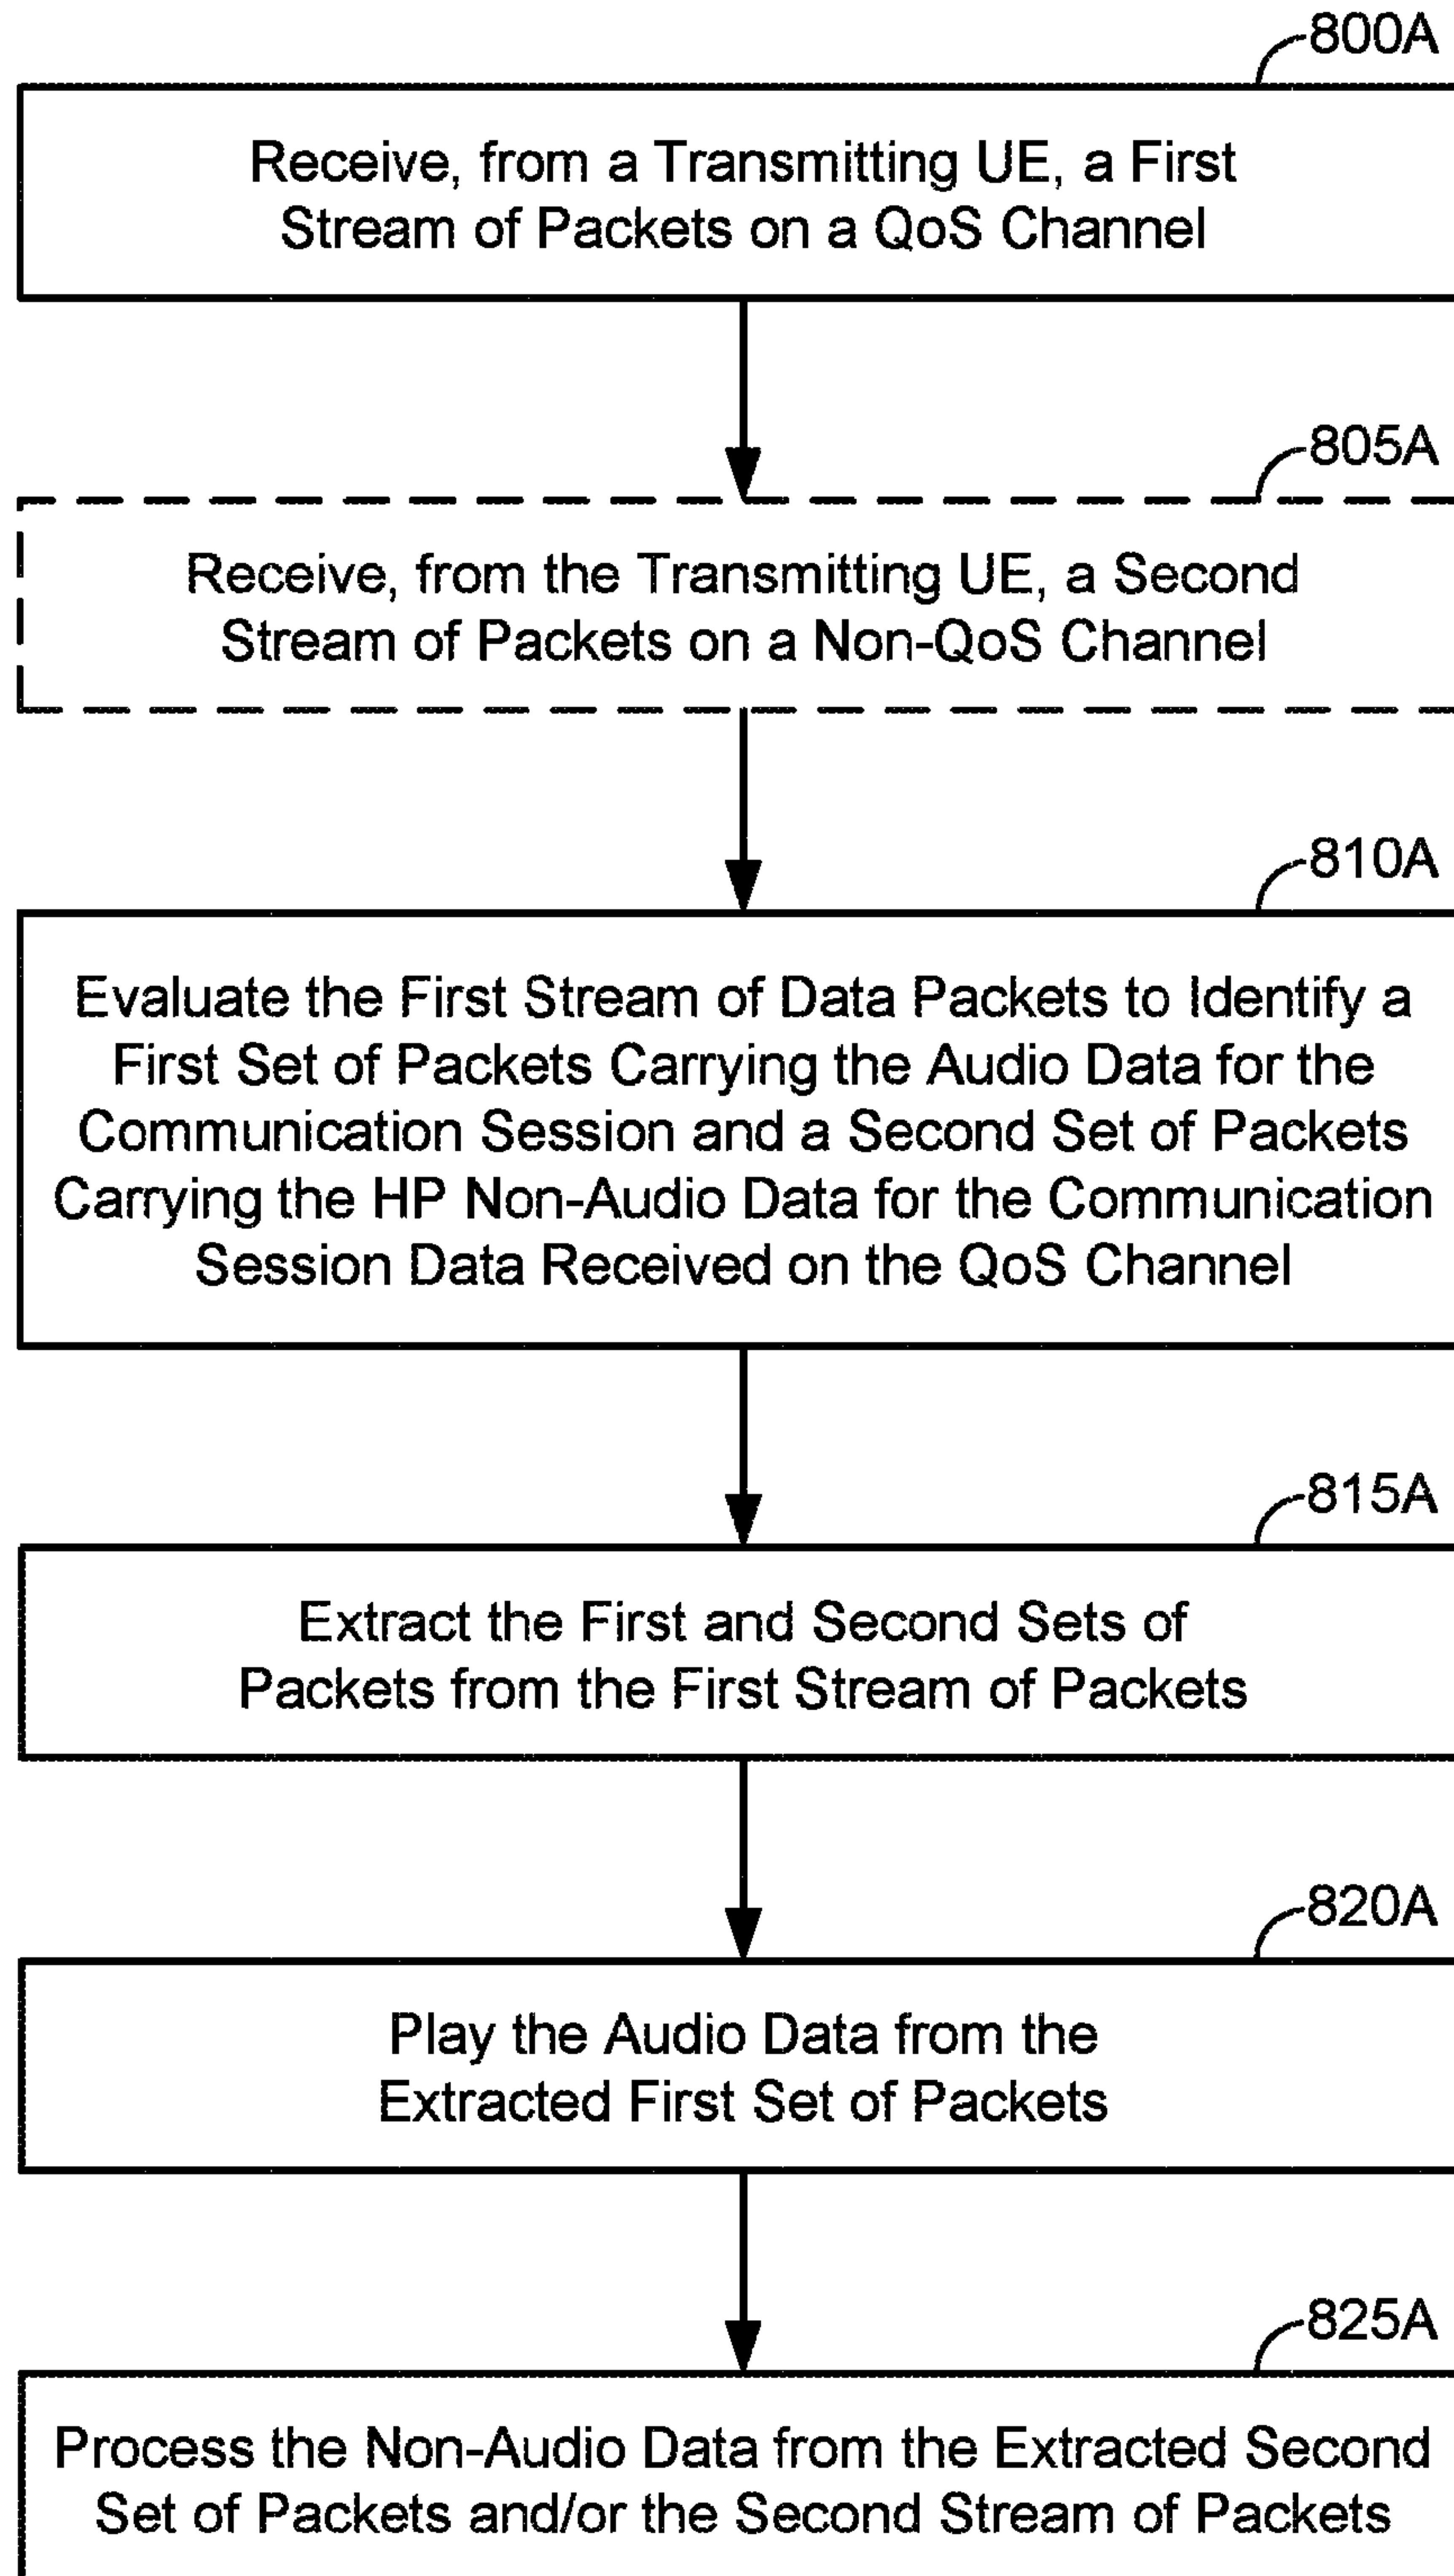 800A
Receive, from a Transmitting UE, a First
Stream of Packets on a QoS Channel
805A
Receive, from the Transmitting UE, a Second
Stream of Packets on a Non-QoS Channel
810A
Evaluate the First Stream of Data Packets to Identify a
First Set of Packets Carrying the Audio Data for the
Communication Session and a Second Set of Packets
Carrying the HP Non-Audio Data for the Communication
Session Data Received on the QoS Channel
815A
Extract the First and Second Sets of
Packets from the First Stream of Packets
820A
Play the Audio Data from the
Extracted First Set of Packets
825A
Process the Non-Audio Data from the Extracted Second
Set of Packets and/or the Second Stream of Packets